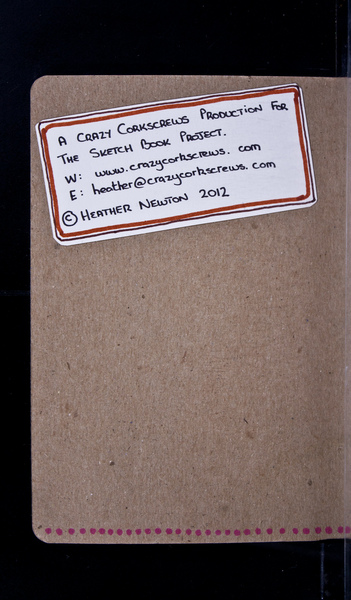 A CRAZY CORKSCREWS PRODUCTION FOR
THE SKETCH BOOK PROJECT.
W: www.crazycorkscrews.com
E: heather@crazycorkscrews.com
© HEATHER NEWTON 2012